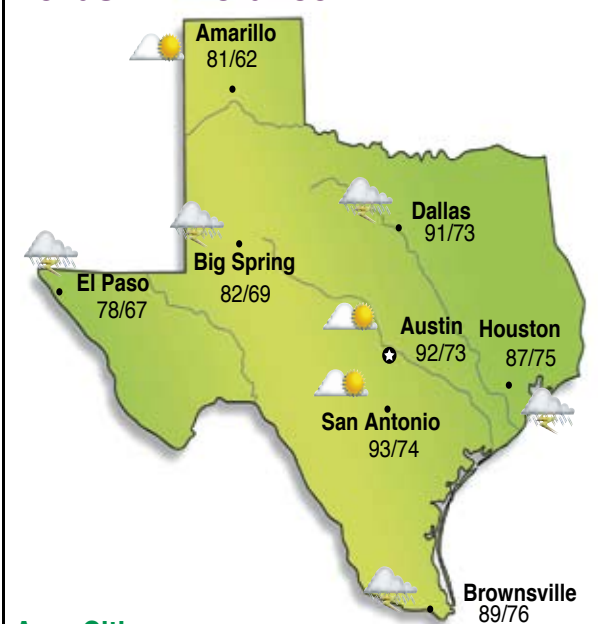 Amarillo
81/62
Dallas
91/73
Big Spring
82/69
El Paso
78/67
Austin
92/73
Houston
87/75
San Antonio
93/74
Brownsville
89/76